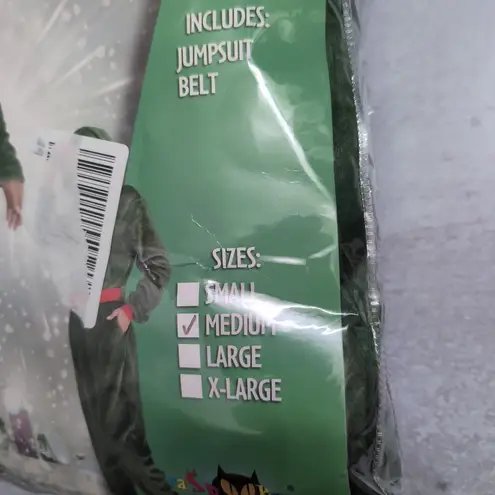 INCLUDES:
JUMPSUIT
BELT
SIZES:
SMALL
MEDIUM
LARGE
X-LARGE